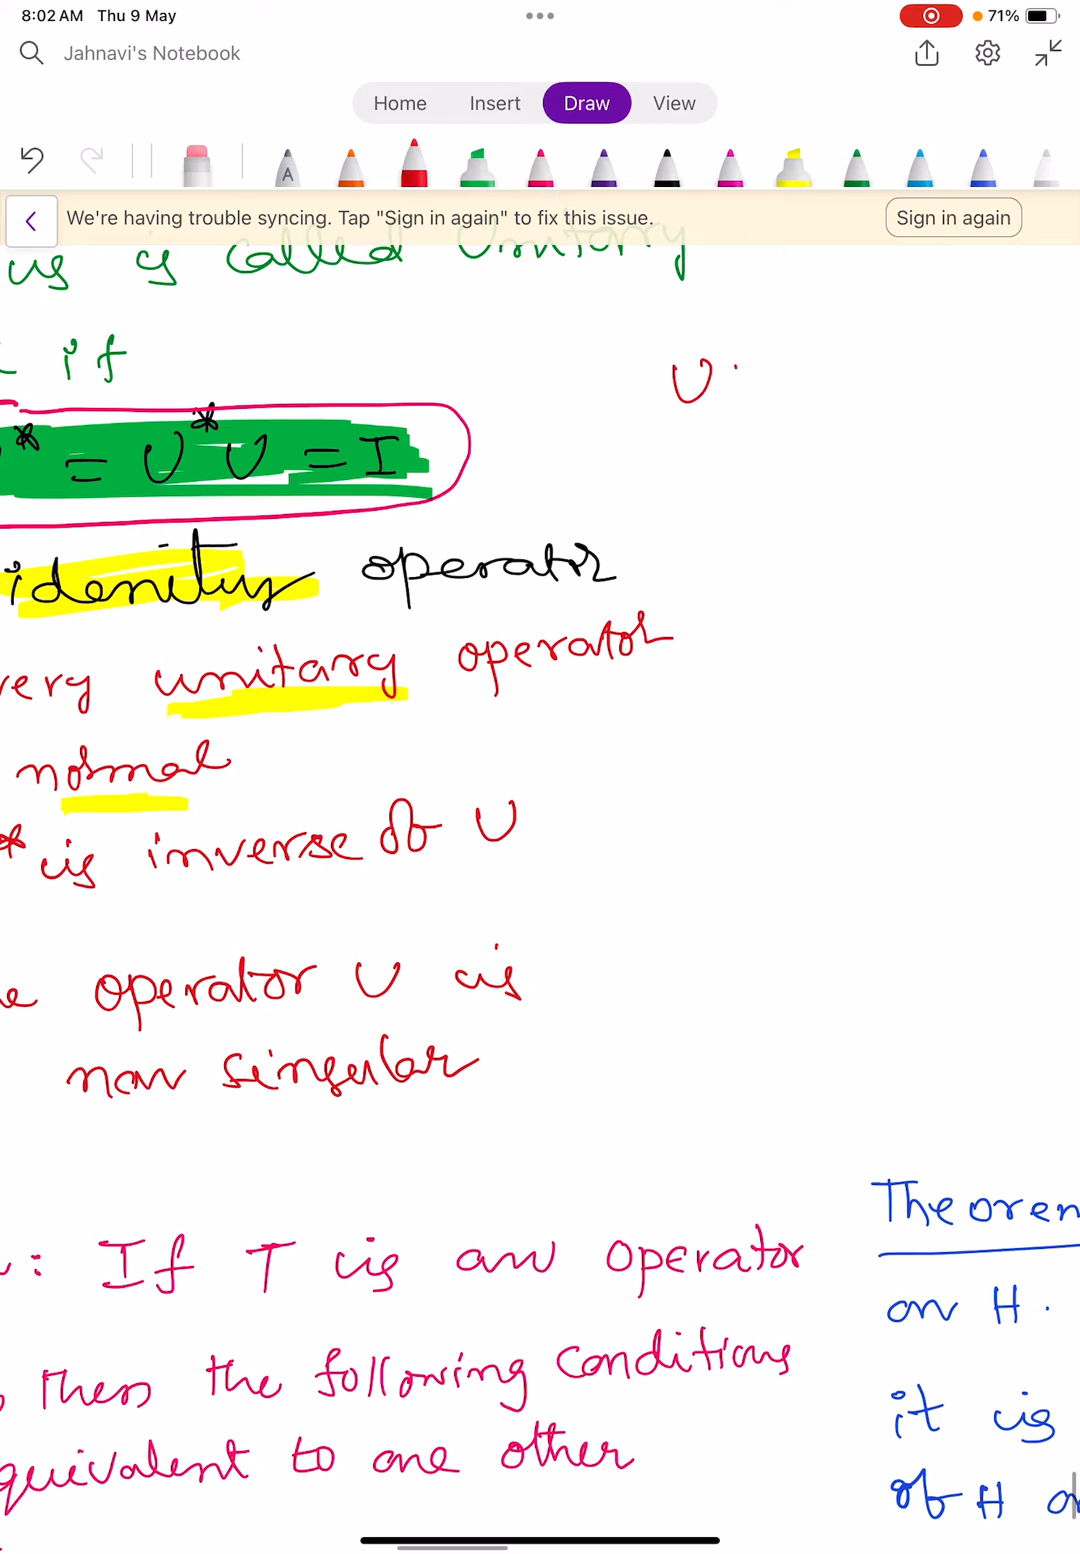 8:02 AM Thu 9 May
71%
Jahnavi's Notebook
Home Insert Draw View
A
We're having trouble syncing. Tap "Sign in again" to fix this issue. Sign in again
us is called Unitary
if
U.
* = U*U = I
idenity operator
very unitary operator
normal
* is inverse of U
operator U is
non singular
Theorem
: If T is an operator
on H.
then the following conditions
it is
equivalent to one other
of H